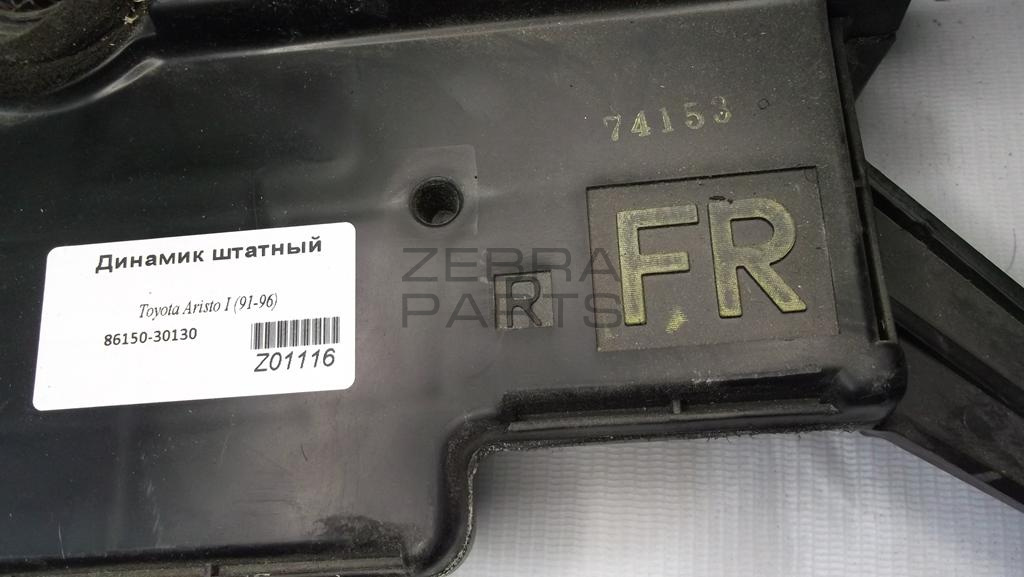 74153
FR
R
ZEBRA
PARTS
Динамик штатный
Toyota Aristo I (91-96)
86150-30130
Z01116